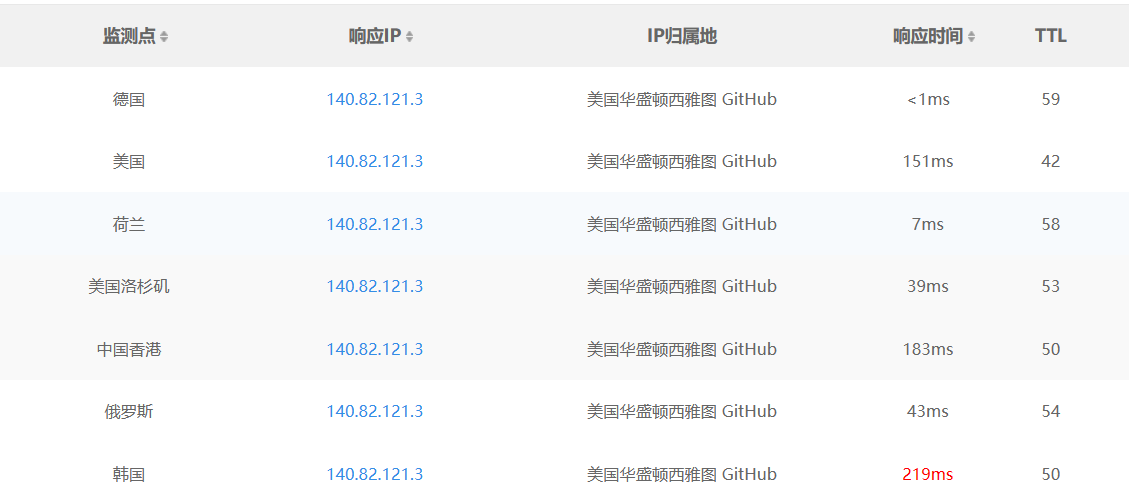 监测点 响应IP IP归属地 响应时间 TTL
德国 140.82.121.3 美国华盛顿西雅图 GitHub <1ms 59
美国 140.82.121.3 美国华盛顿西雅图 GitHub 151ms 42
荷兰 140.82.121.3 美国华盛顿西雅图 GitHub 7ms 58
美国洛杉矶 140.82.121.3 美国华盛顿西雅图 GitHub 39ms 53
中国香港 140.82.121.3 美国华盛顿西雅图 GitHub 183ms 50
俄罗斯 140.82.121.3 美国华盛顿西雅图 GitHub 43ms 54
韩国 140.82.121.3 美国华盛顿西雅图 GitHub 219ms 50